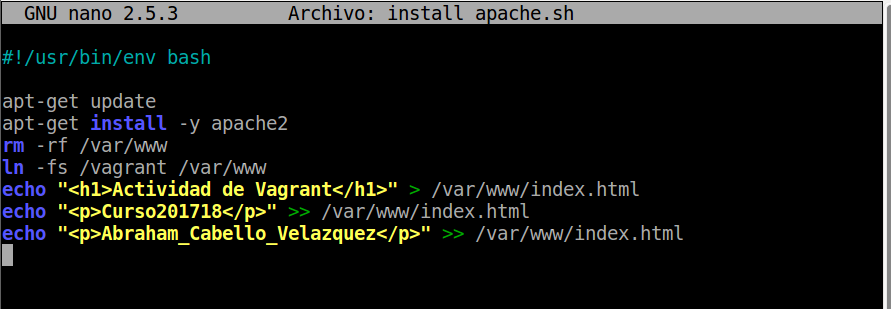 GNU nano 2.5.3 Archivo: install apache.sh
#!/usr/bin/env bash
apt-get update
apt-get install -y apache2
rm -rf /var/www
ln -fs /vagrant /var/www
echo "<h1>Actividad de Vagrant</h1>" > /var/www/index.html
echo "<p>Curso201718</p>" >> /var/www/index.html
echo "<p>Abraham_Cabello_Velazquez</p>" >> /var/www/index.html